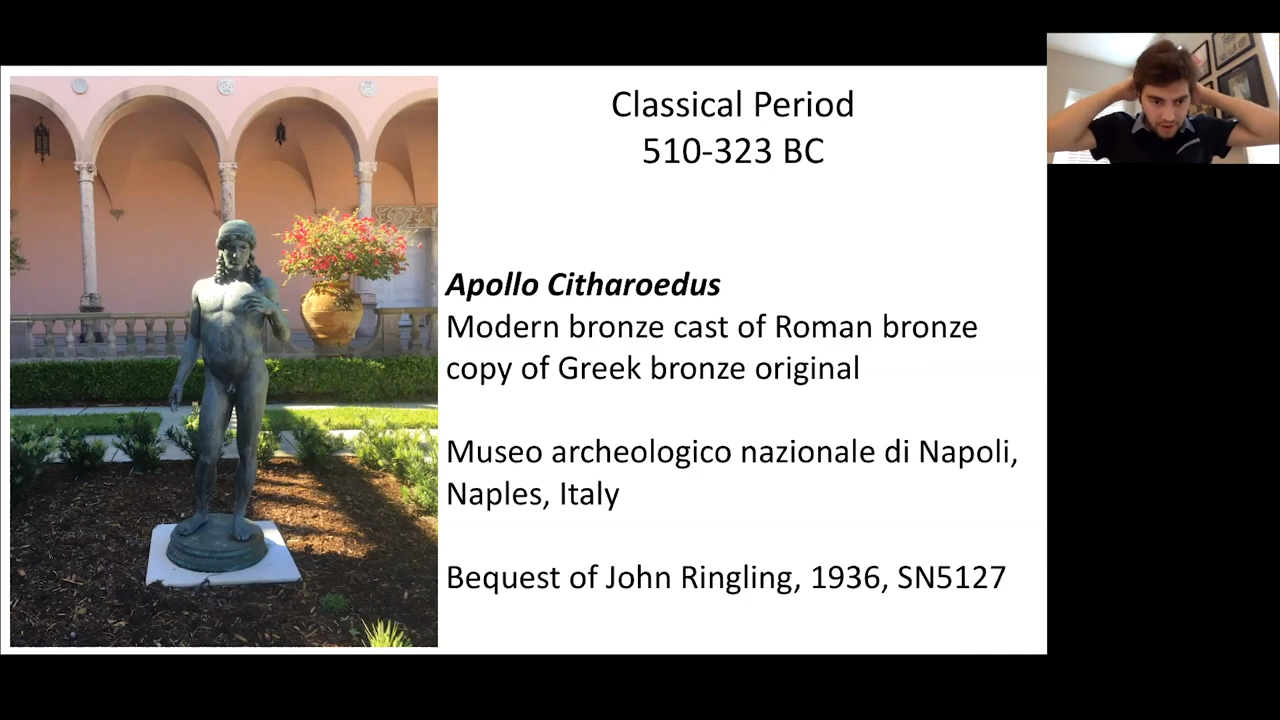 Classical Period
510-323 BC
Apollo Citharoedus
Modern bronze cast of Roman bronze
copy of Greek bronze original
Museo archeologico nazionale di Napoli,
Naples, Italy
Bequest of John Ringling, 1936, SN5127